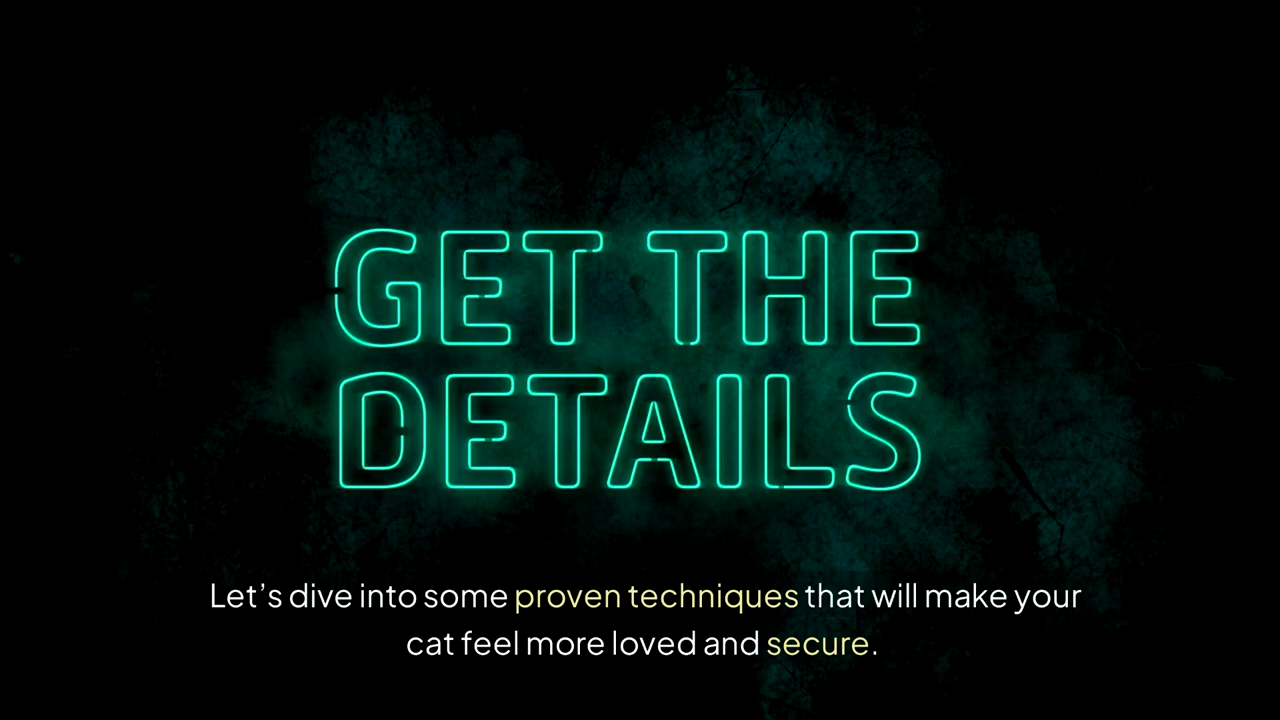 GET THE
DETAILS
Let’s dive into some proven techniques that will make your
cat feel more loved and secure.